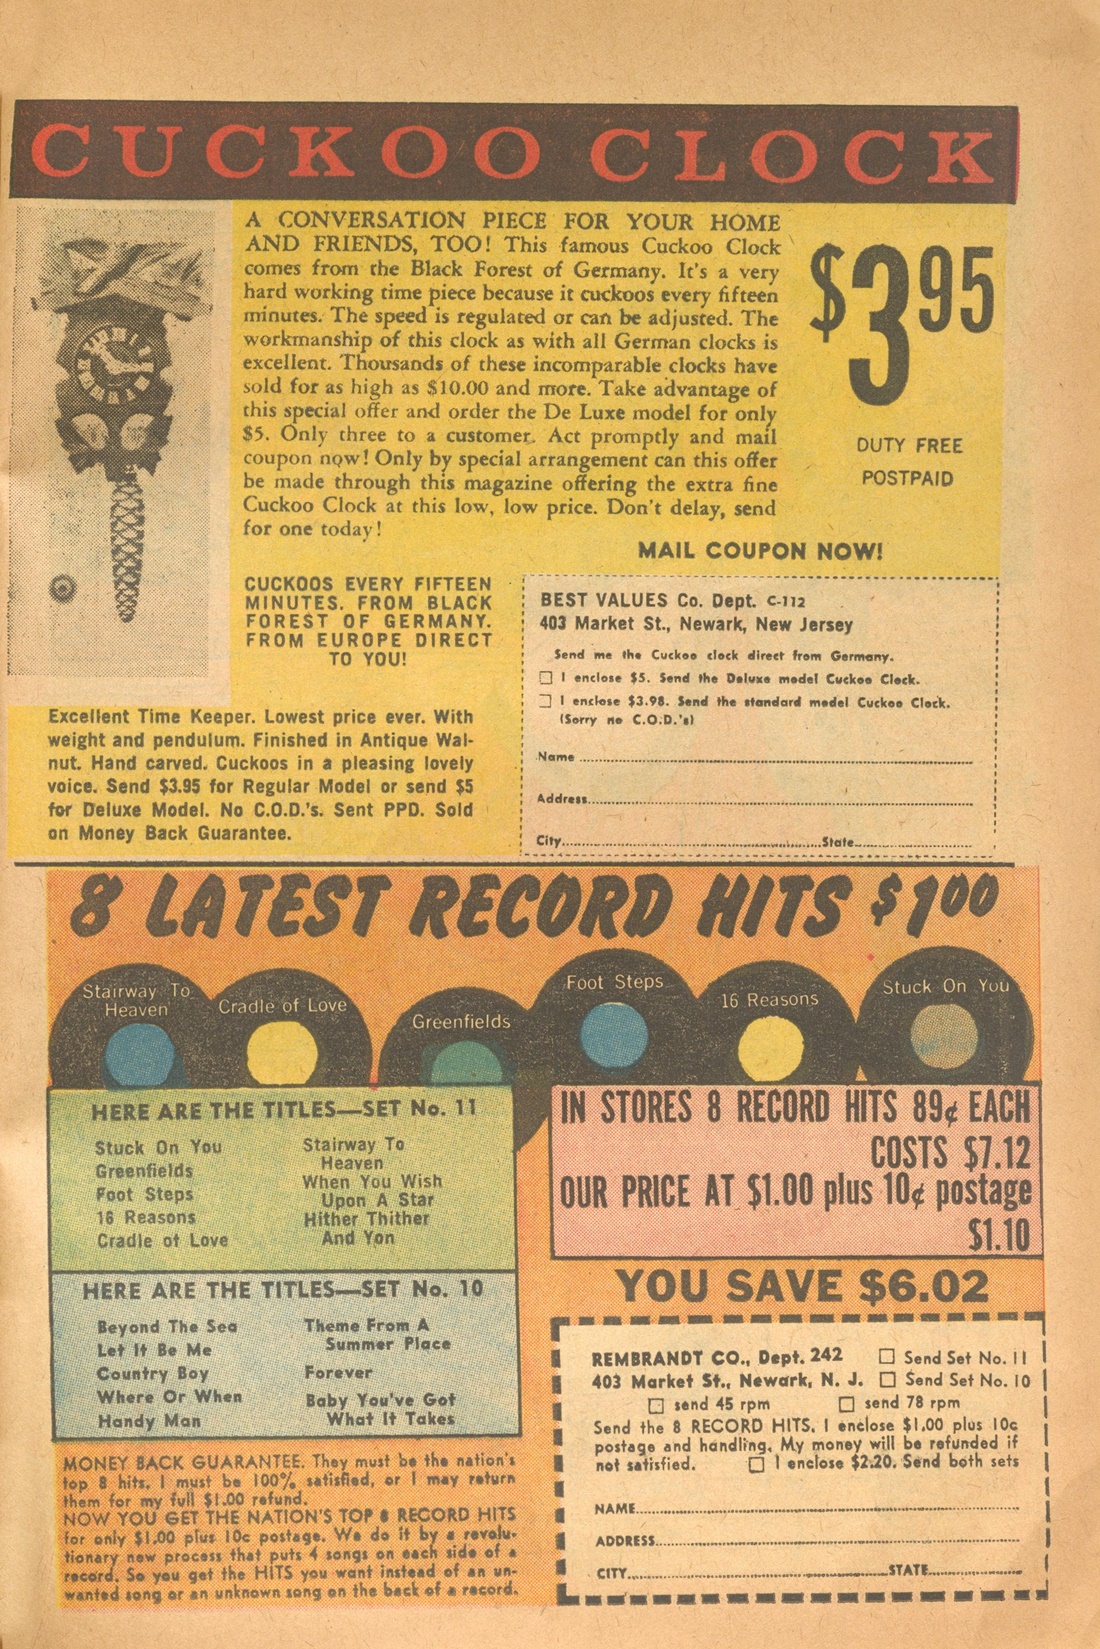 CUCKOO CLOCK
A CONVERSATION PIECE FOR YOUR HOME
AND FRIENDS, TOO! This famous Cuckoo Clock
comes from the Black Forest of Germany. It's a very
hard working time piece because it cuckoos every fifteen
minutes. The speed is regulated or can be adjusted. The
workmanship of this clock as with all German clocks is
excellent. Thousands of these incomparable clocks have
sold for as high as $10.00 and more. Take advantage of
this special offer and order the De Luxe model for only
$5. Only three to a customer. Act promptly and mail
coupon now! Only by special arrangement can this offer
be made through this magazine offering the extra fine
Cuckoo Clock at this low, low price. Don't delay, send
for one today!
$3.95
DUTY FREE
POSTPAID
MAIL COUPON NOW!
CUCKOOS EVERY FIFTEEN
MINUTES. FROM BLACK
FOREST OF GERMANY.
FROM EUROPE DIRECT
TO YOU!
Excellent Time Keeper. Lowest price ever. With
weight and pendulum. Finished in Antique Wal-
nut. Hand carved. Cuckoos in a pleasing lovely
voice. Send $3.95 for Regular Model or send $5
for Deluxe Model. No C.O.D.'s. Sent PPD. Sold
on Money Back Guarantee.
BEST VALUES Co. Dept. C-112
403 Market St., Newark, New Jersey
Send me the Cuckoo clock direct from Germany.
☐ I enclose $5. Send the Deluxe model Cuckoo Clock.
☐ I enclose $3.98. Send the standard model Cuckoo Clock.
(Sorry no C.O.D.'s)
Name
Address
City State
8 LATEST RECORD HITS $1.00
Stairway To
Heaven
Cradle of Love
Greenfields
Foot Steps
16 Reasons
Stuck On You
HERE ARE THE TITLES—SET No. 11
Stuck On You
Greenfields
Foot Steps
16 Reasons
Cradle of Love
Stairway To
Heaven
When You Wish
Upon A Star
Hither Thither
And Yon
HERE ARE THE TITLES—SET No. 10
Beyond The Sea
Let It Be Me
Country Boy
Where Or When
Handy Man
Theme From A
Summer Place
Forever
Baby You've Got
What It Takes
MONEY BACK GUARANTEE. They must be the nation's
top 8 hits. I must be 100% satisfied, or I may return
them for my full $1.00 refund.
NOW YOU GET THE NATION'S TOP 8 RECORD HITS
for only $1.00 plus 10c postage. We do it by a revolu-
tionary new process that puts 4 songs on each side of a
record. So you get the HITS you want instead of an un-
wanted song or an unknown song on the back of a record.
IN STORES 8 RECORD HITS 89¢ EACH
COSTS $7.12
OUR PRICE AT $1.00 plus 10¢ postage
$1.10
YOU SAVE $6.02
REMBRANDT CO., Dept. 242 ☐ Send Set No. 11
403 Market St., Newark, N. J. ☐ Send Set No. 10
☐ send 45 rpm ☐ send 78 rpm
Send the 8 RECORD HITS. I enclose $1.00 plus 10c
postage and handling. My money will be refunded if
not satisfied. ☐ I enclose $2.20. Send both sets
NAME
ADDRESS
CITY STATE